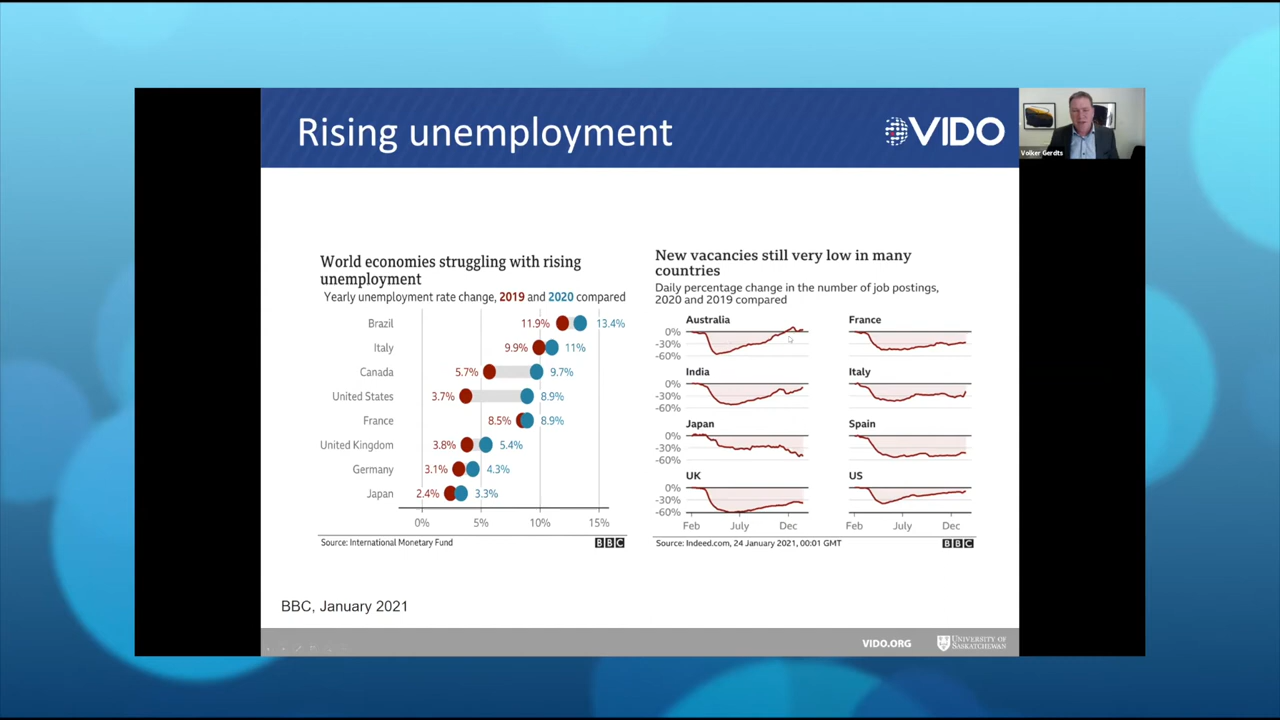 Rising unemployment
VIDO
Volker Gerdts
World economies struggling with rising
unemployment
Yearly unemployment rate change, 2019 and 2020 compared
Brazil 11.9% 13.4%
Italy 9.9% 11%
Canada 5.7% 9.7%
United States 3.7% 8.9%
France 8.5% 8.9%
United Kingdom 3.8% 5.4%
Germany 3.1% 4.3%
Japan 2.4% 3.3%
0% 5% 10% 15%
Source: International Monetary Fund
BBC
New vacancies still very low in many
countries
Daily percentage change in the number of job postings,
2020 and 2019 compared
Australia France
0%
-30%
-60%
India Italy
0%
-30%
-60%
Japan Spain
0%
-30%
-60%
UK US
0%
-30%
-60%
Feb July Dec Feb July Dec
Source: Indeed.com, 24 January 2021, 00:01 GMT
BBC
BBC, January 2021
VIDO.ORG
UNIVERSITY OF
SASKATCHEWAN